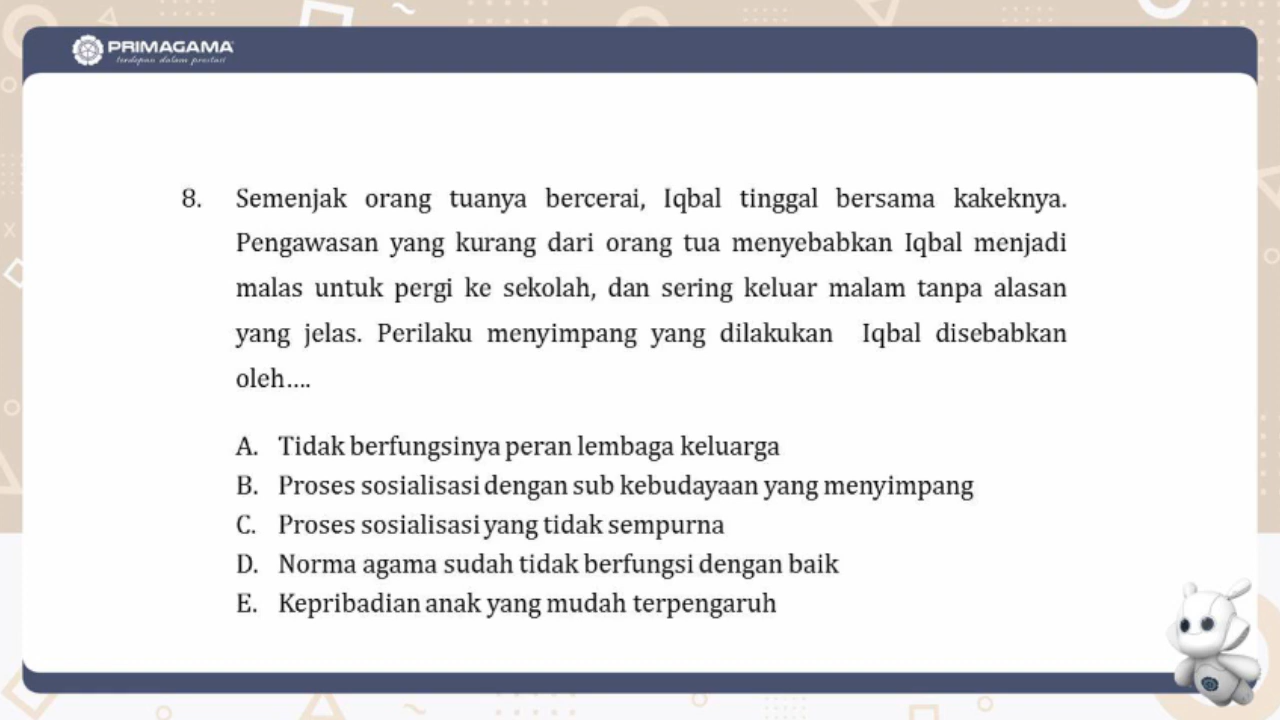 PRIMAGAMA
terdepan dalam prestasi
8. Semenjak orang tuanya bercerai, Iqbal tinggal bersama kakeknya.
Pengawasan yang kurang dari orang tua menyebabkan Iqbal menjadi
malas untuk pergi ke sekolah, dan sering keluar malam tanpa alasan
yang jelas. Perilaku menyimpang yang dilakukan Iqbal disebabkan
oleh....
A. Tidak berfungsinya peran lembaga keluarga
B. Proses sosialisasi dengan sub kebudayaan yang menyimpang
C. Proses sosialisasi yang tidak sempurna
D. Norma agama sudah tidak berfungsi dengan baik
E. Kepribadian anak yang mudah terpengaruh